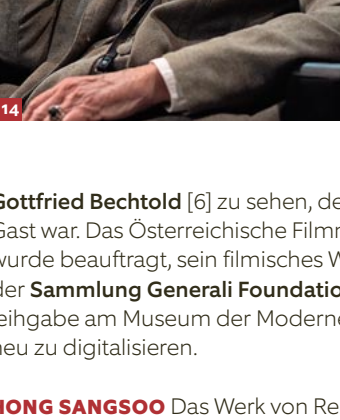 14
Gottfried Bechtold [6] zu sehen, de
Gast war. Das Österreichische Film
wurde beauftragt, sein filmisches W
der Sammlung Generali Foundatio
eihgabe am Museum der Moderne
neu zu digitalisieren.
HONG SANGSOO Das Werk von Re